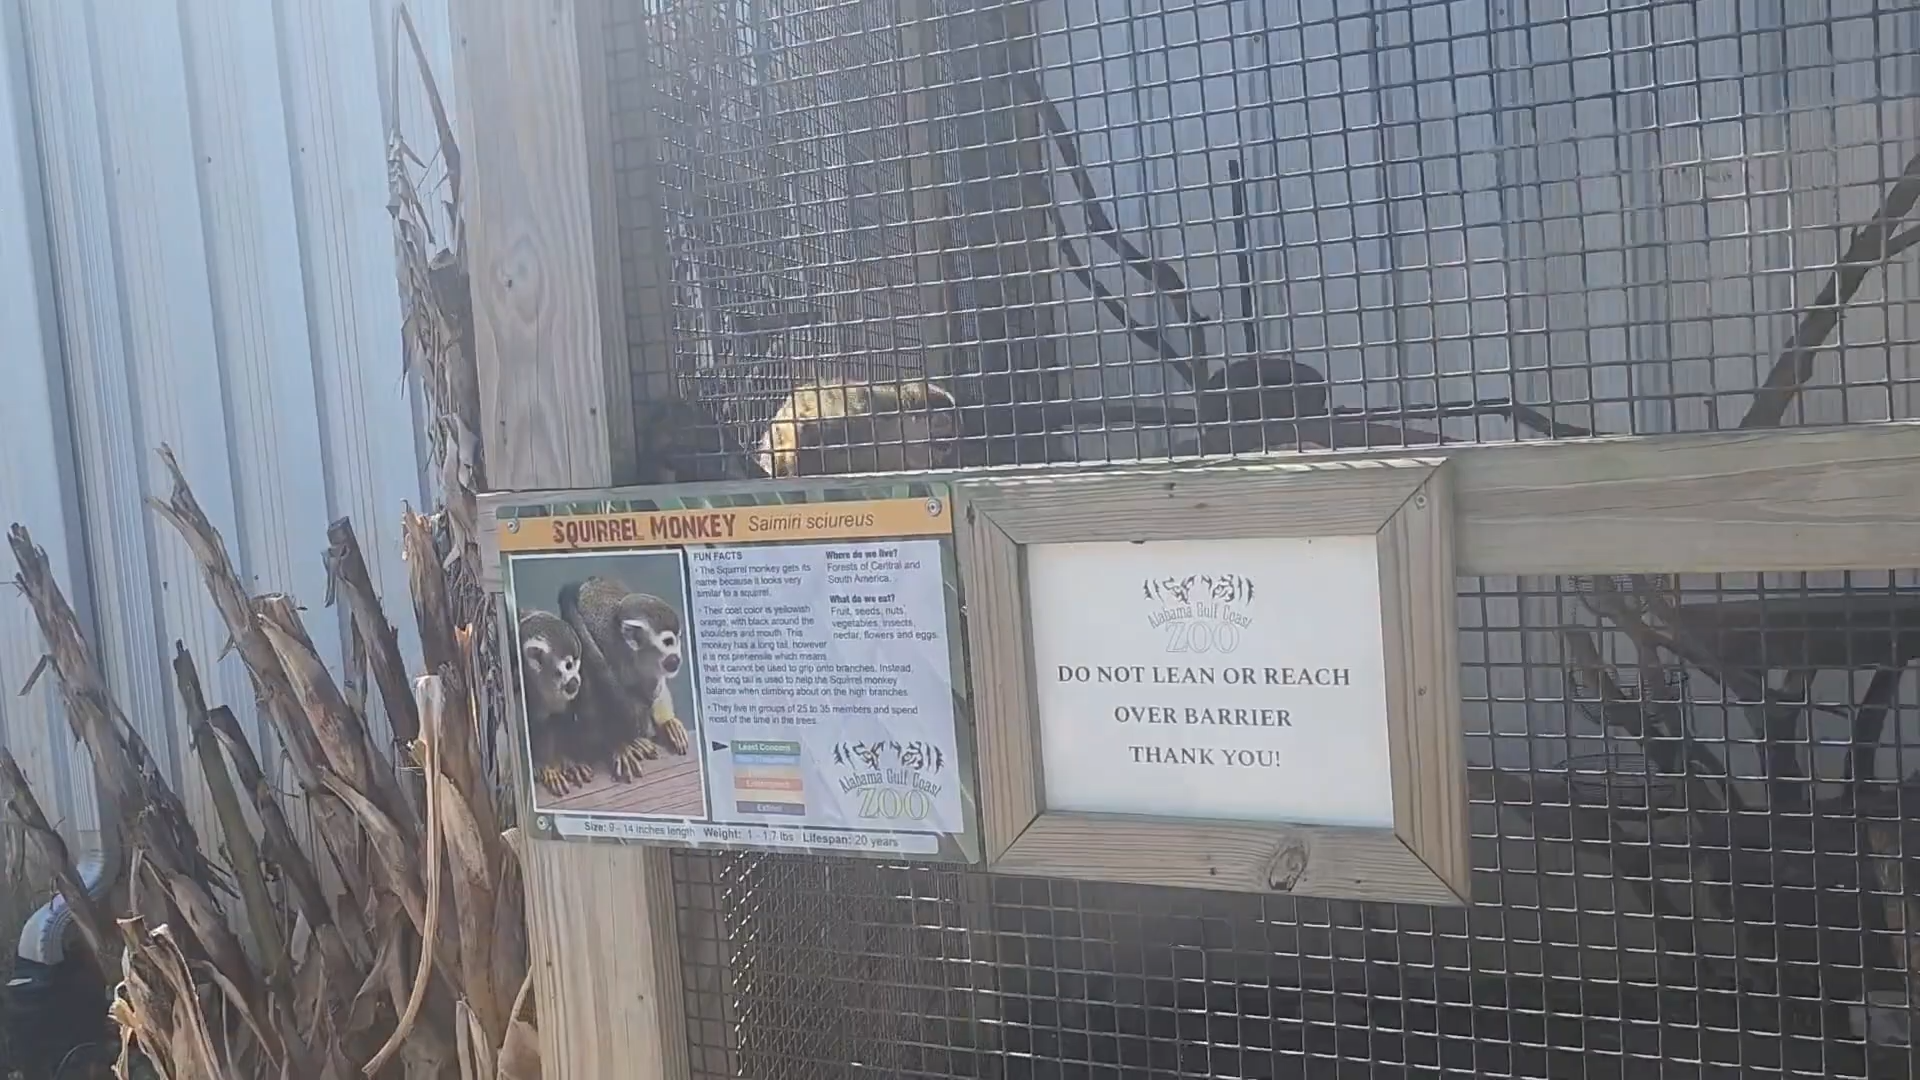 SQUIRREL MONKEY Saimiri sciureus
FUN FACTS
• The Squirrel monkey gets its
name because it looks very
similar to a squirrel.
• Their coat color is yellowish
orange, with black around the
shoulders and mouth. This
monkey has a long tail, however
it is not prehensile which means
that it cannot be used to grip onto branches. Instead,
their long tail is used to help the Squirrel monkey
balance when climbing about on the high branches.
• They live in groups of 25 to 35 members and spend
most of the time in the trees.
Where do we live?
Forests of Central and
South America.
What do we eat?
Fruit, seeds, nuts,
vegetables, insects,
nectar, flowers and eggs.
Least Concern
Endangered
Extinct
Alabama Gulf Coast
ZOO
Size: 9 - 14 inches length Weight: 1 - 1.7 lbs Lifespan: 20 years
Alabama Gulf Coast
ZOO
DO NOT LEAN OR REACH
OVER BARRIER
THANK YOU!